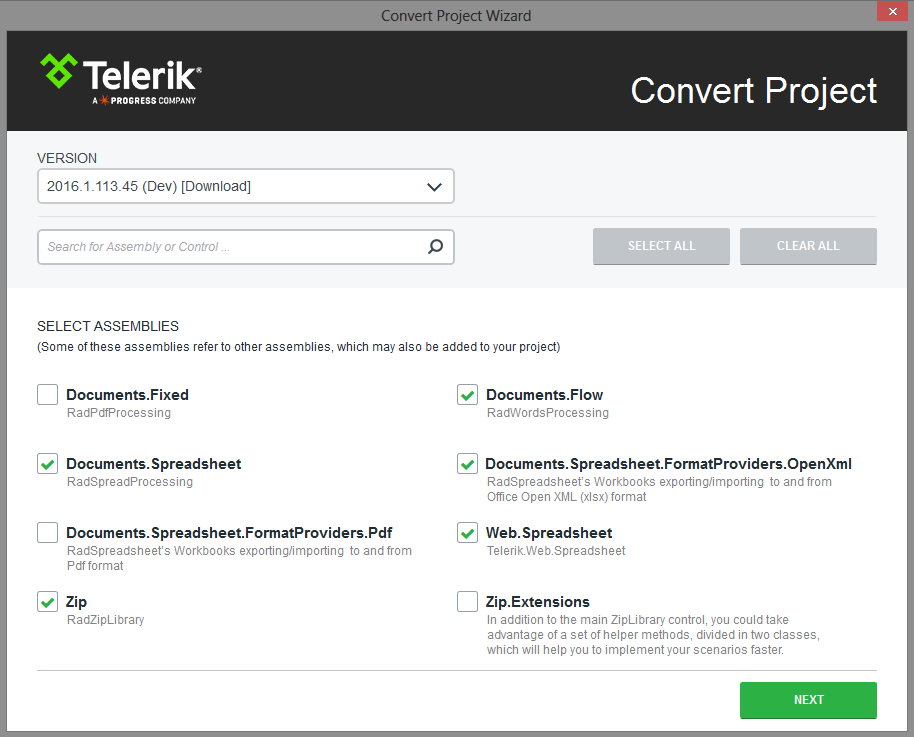 Convert Project Wizard
Telerik®
A PROGRESS COMPANY
Convert Project
VERSION
2016.1.113.45 (Dev) [Download]
Search for Assembly or Control ...
SELECT ALL
CLEAR ALL
SELECT ASSEMBLIES
(Some of these assemblies refer to other assemblies, which may also be added to your project)
Documents.Fixed
RadPdfProcessing
Documents.Flow
RadWordsProcessing
Documents.Spreadsheet
RadSpreadProcessing
Documents.Spreadsheet.FormatProviders.OpenXml
RadSpreadsheet's Workbooks exporting/importing to and from
Office Open XML (xlsx) format
Documents.Spreadsheet.FormatProviders.Pdf
RadSpreadsheet's Workbooks exporting/importing to and from
Pdf format
Web.Spreadsheet
Telerik.Web.Spreadsheet
Zip
RadZipLibrary
Zip.Extensions
In addition to the main ZipLibrary control, you could take
advantage of a set of helper methods, divided in two classes,
which will help you to implement your scenarios faster.
NEXT